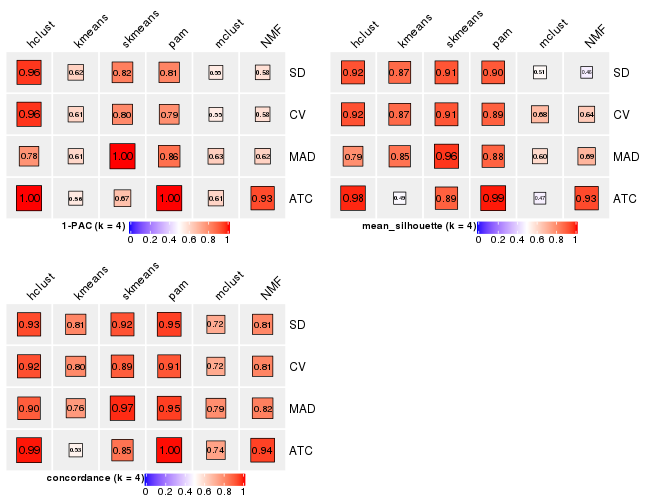 hclust kmeans skmeans pam mclust NMF
0.96 0.62 0.82 0.81 0.55 0.58 SD
0.96 0.61 0.80 0.79 0.55 0.58 CV
0.78 0.61 1.00 0.86 0.63 0.62 MAD
1.00 0.56 0.67 1.00 0.61 0.93 ATC
1-PAC (k = 4)
0 0.2 0.4 0.6 0.8 1
hclust kmeans skmeans pam mclust NMF
0.92 0.87 0.91 0.90 0.51 SD
0.92 0.87 0.91 0.89 0.68 0.64 CV
0.79 0.85 0.96 0.88 0.60 0.69 MAD
0.98 0.49 0.89 0.99 0.47 0.93 ATC
mean_silhouette (k = 4)
0 0.2 0.4 0.6 0.8 1
hclust kmeans skmeans pam mclust NMF
0.93 0.81 0.92 0.95 0.72 0.81 SD
0.92 0.80 0.89 0.91 0.72 0.81 CV
0.90 0.76 0.97 0.95 0.79 0.82 MAD
0.99 0.53 0.85 1.00 0.74 0.94 ATC
concordance (k = 4)
0 0.2 0.4 0.6 0.8 1